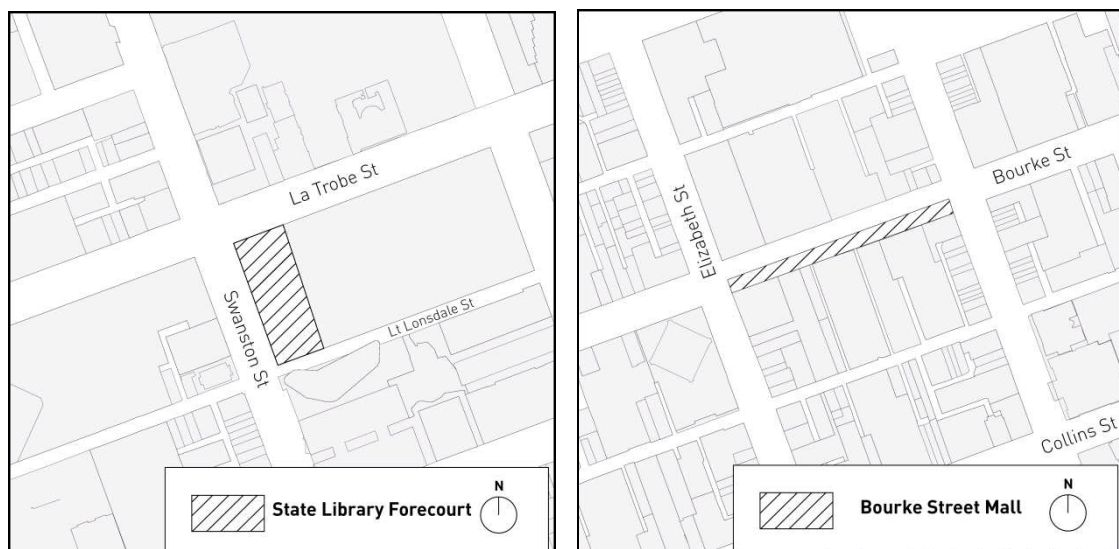 La Trobe St
Swanston St
Lt Lonsdale St
State Library Forecourt
N
Bourke St
Elizabeth St
Collins St
Bourke Street Mall
N